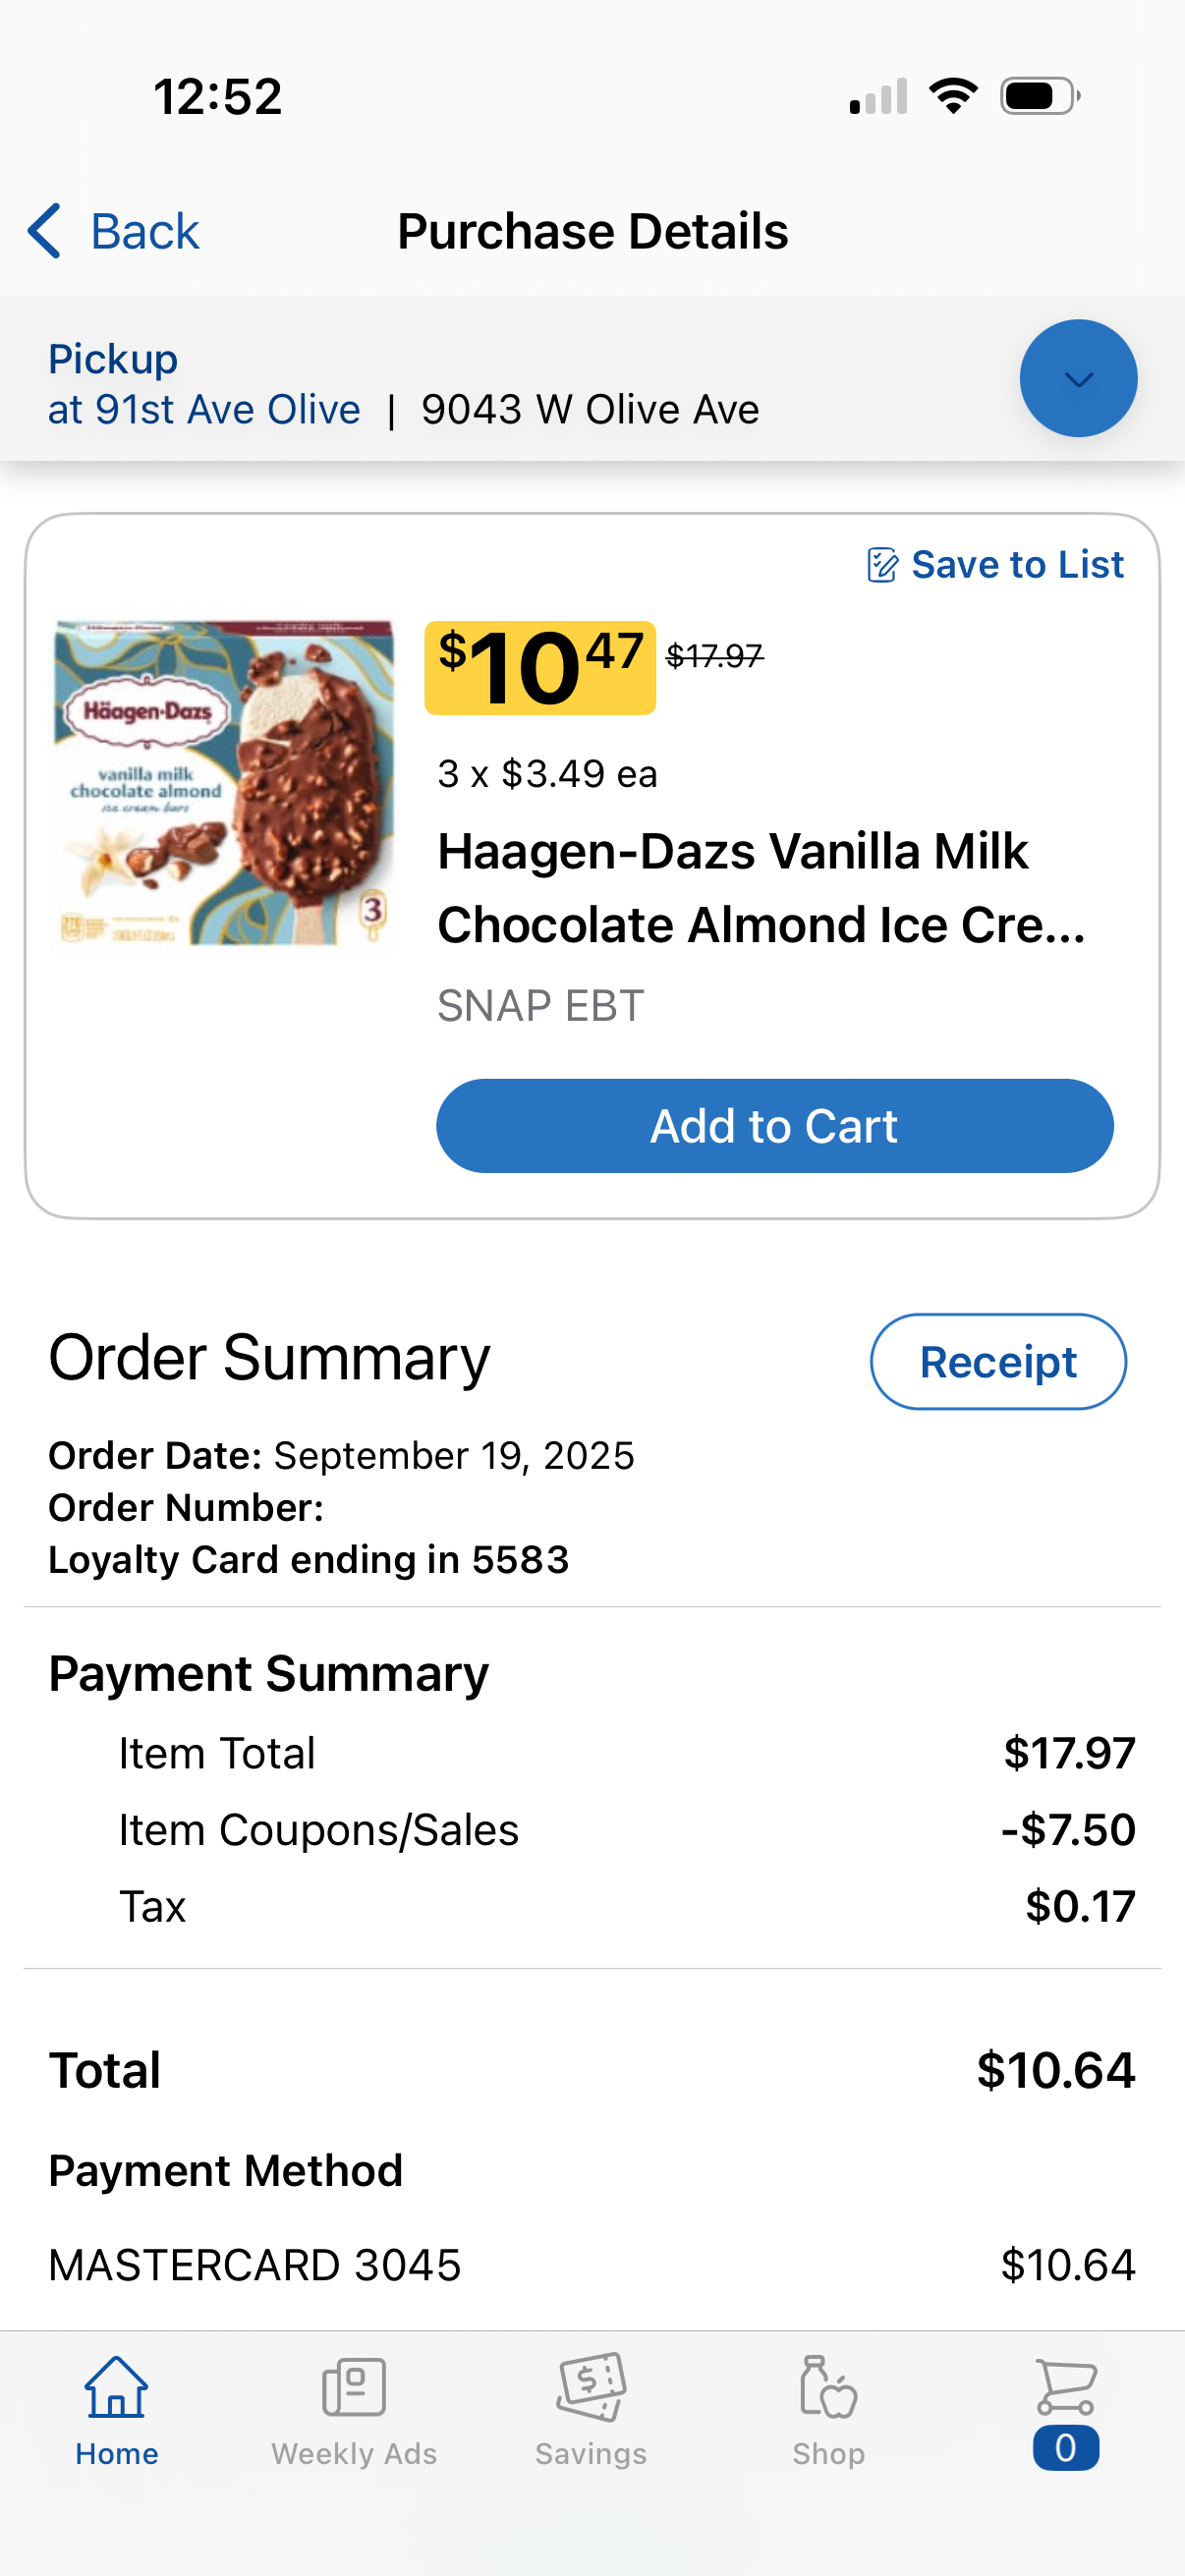 12:52
Back
Purchase Details
Pickup
at 91st Ave Olive | 9043 W Olive Ave
Save to List
$10 47 $17.97
Häagen-Dazs
vanilla milk
chocolate almond
ice cream bars
3
3 x $3.49 ea
Haagen-Dazs Vanilla Milk
Chocolate Almond Ice Cre...
SNAP EBT
Add to Cart
Order Summary
Receipt
Order Date: September 19, 2025
Order Number:
Loyalty Card ending in 5583
Payment Summary
Item Total $17.97
Item Coupons/Sales -$7.50
Tax $0.17
Total $10.64
Payment Method
MASTERCARD 3045 $10.64
Home
Weekly Ads
Savings
Shop
0